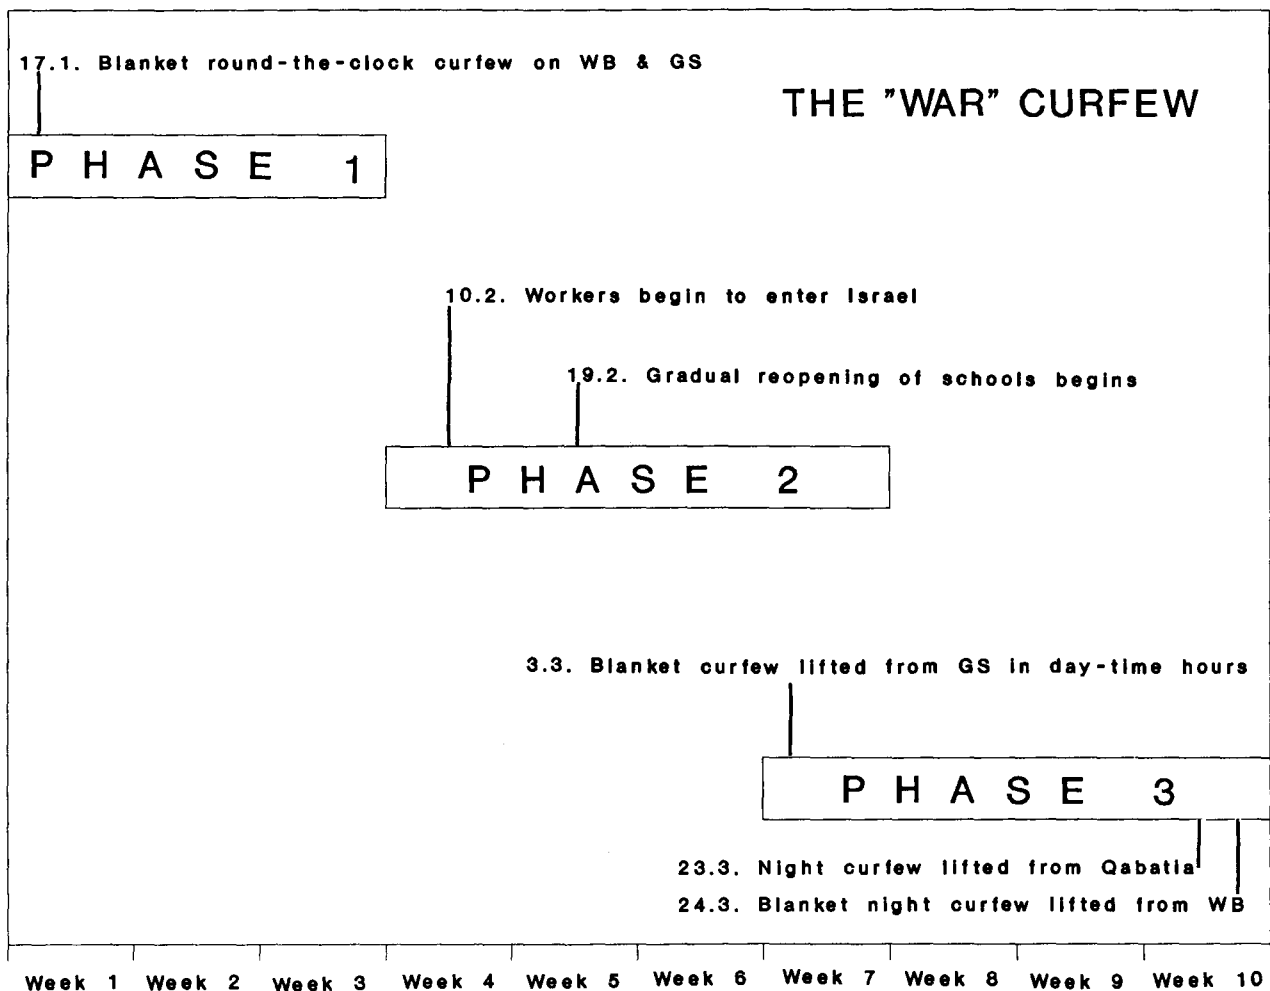 17.1. Blanket round-the-clock curfew on WB & GS
THE "WAR" CURFEW
PHASE 1
10.2. Workers begin to enter Israel
19.2. Gradual reopening of schools begins
PHASE 2
3.3. Blanket curfew lifted from GS in day-time hours
PHASE 3
23.3. Night curfew lifted from Qabatia
24.3. Blanket night curfew lifted from WB
Week 1 Week 2 Week 3 Week 4 Week 5 Week 6 Week 7 Week 8 Week 9 Week 10